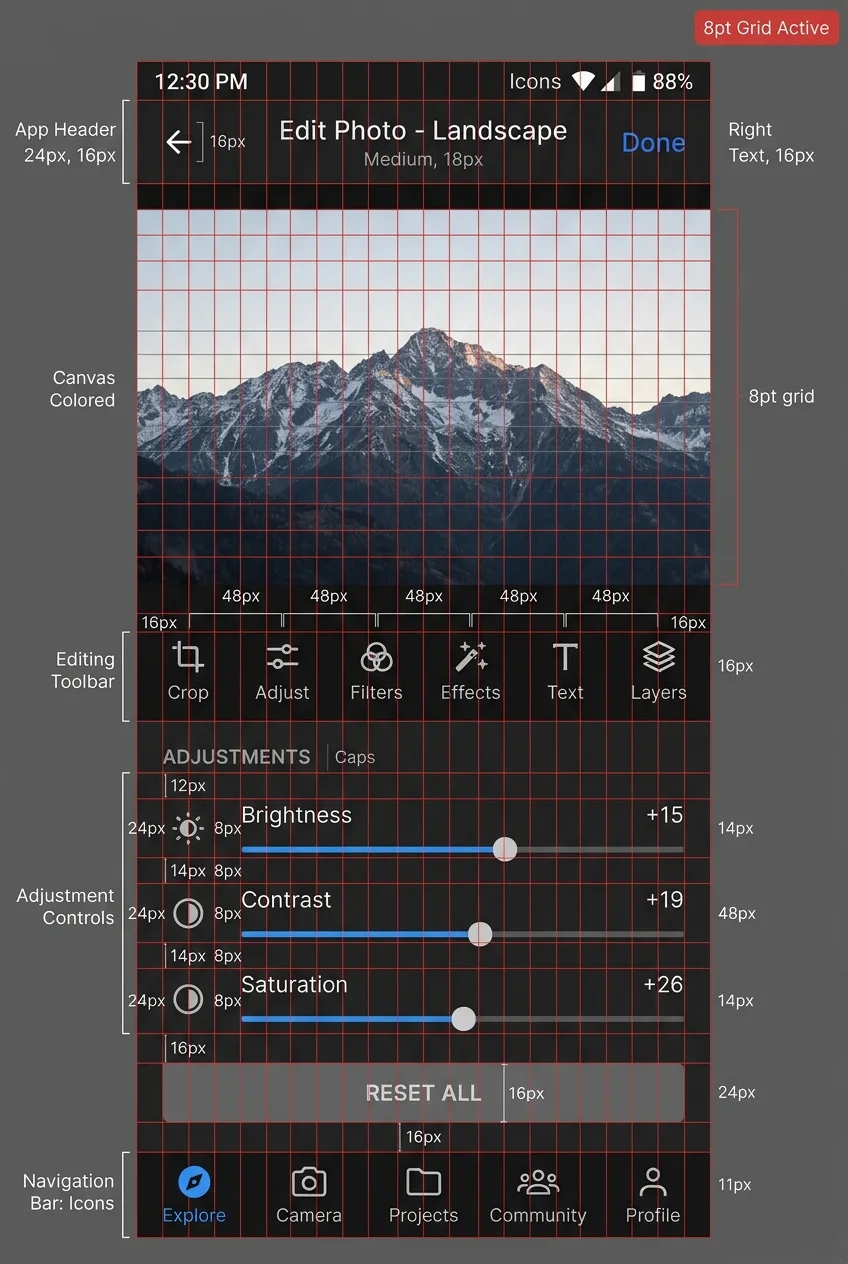 8pt Grid Active
12:30 PM Icons 88%
App Header
24px, 16px
16px
Edit Photo - Landscape
Medium, 18px
Done
Right
Text, 16px
Canvas
Colored
8pt grid
48px 48px 48px 48px 48px
16px 16px
Editing
Toolbar
Crop Adjust Filters Effects Text Layers
16px
ADJUSTMENTS Caps
12px
Adjustment
Controls
Brightness +15
24px 8px 14px
14px 8px
Contrast +19
24px 8px 48px
14px 8px
Saturation +26
24px 8px 14px
16px
RESET ALL 16px 24px
16px
Navigation
Bar: Icons
Explore Camera Projects Community Profile
11px